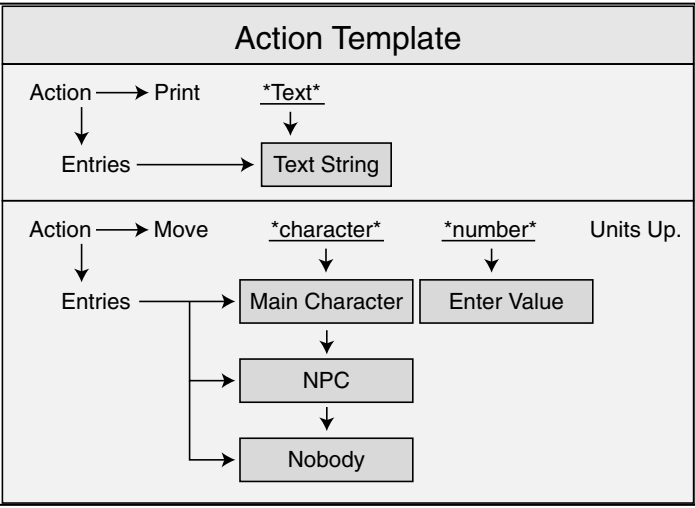 Action Template
Action Print *Text*
Entries Text String
Action Move *character* *number* Units Up.
Entries Main Character Enter Value
NPC
Nobody